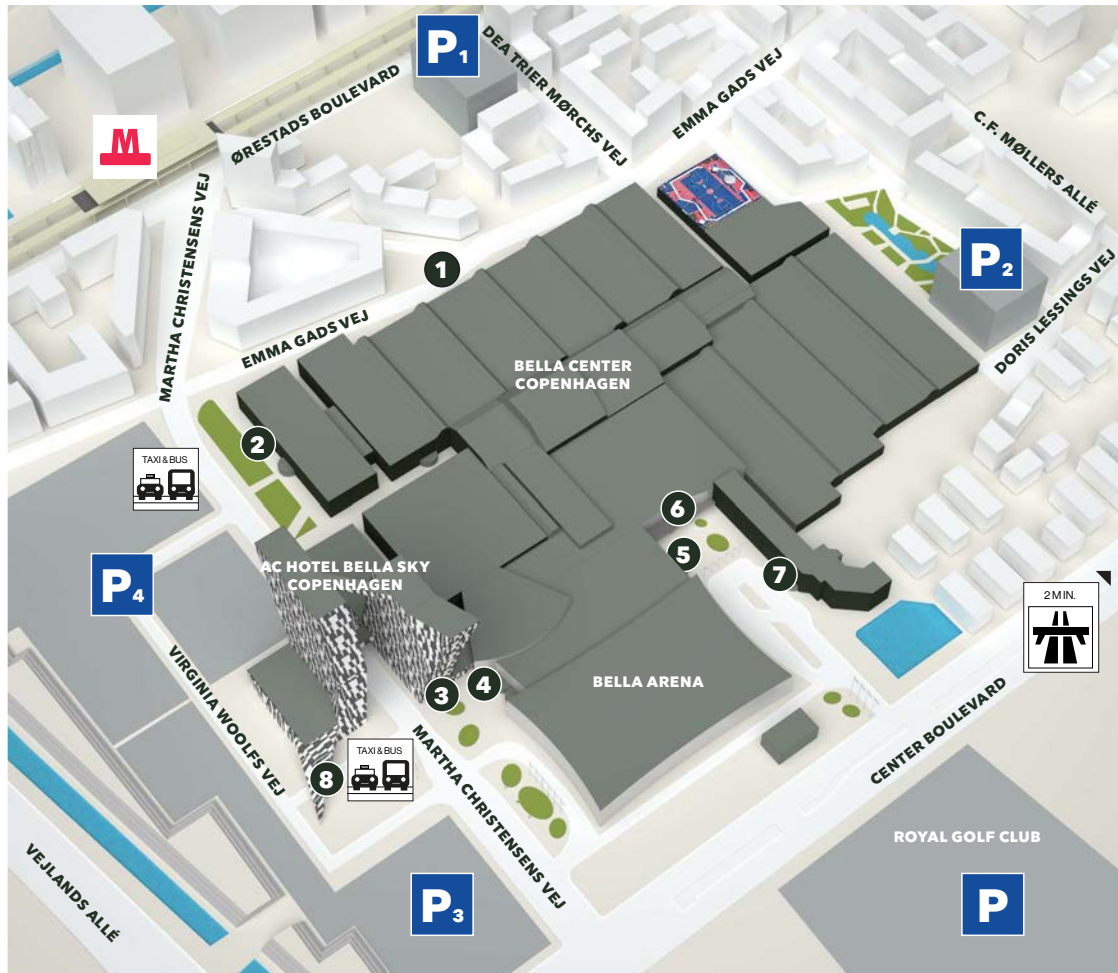 P1
DEA TRIER MØRCHS VEJ
EMMA GADS VEJ
ØRESTADS BOULEVARD
C.F. MØLLERS ALLÉ
M
MARTHA CHRISTENSENS VEJ
P2
1
DORIS LESSINGS VEJ
EMMA GADS VEJ
BELLA CENTER
COPENHAGEN
2
TAXI & BUS
6
5
AC HOTEL BELLA SKY
COPENHAGEN
7
P4
2 MIN.
VIRGINIA WOOLFS VEJ
3
4
BELLA ARENA
TAXI & BUS
8
MARTHA CHRISTENSENS VEJ
CENTER BOULEVARD
VEJLANDS ALLÉ
ROYAL GOLF CLUB
P3
P